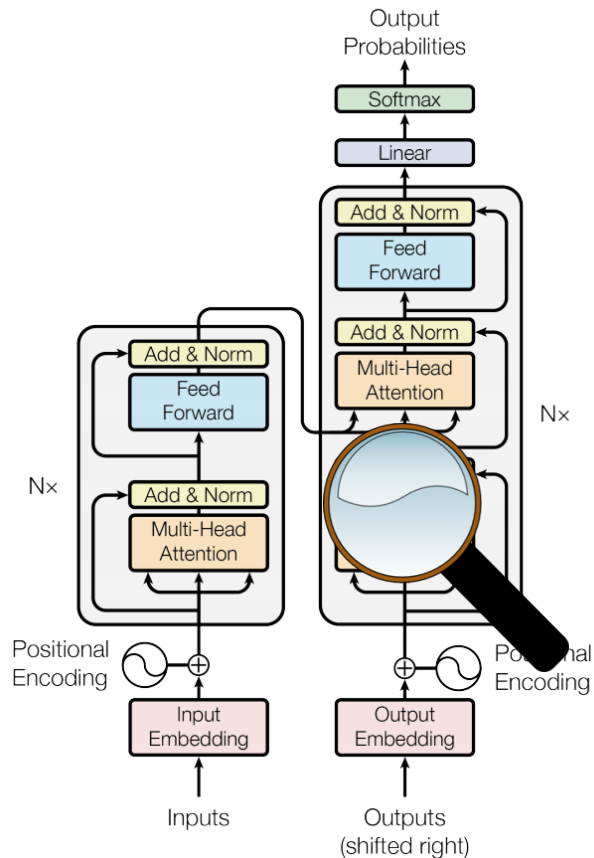 Output
Probabilities
Softmax
Linear
Add & Norm
Feed
Forward
Add & Norm
Multi-Head
Attention
Nx
Add & Norm
Feed
Forward
Nx
Add & Norm
Multi-Head
Attention
Positional
Encoding
Encoding
Input
Embedding
Output
Embedding
Inputs
Outputs
(shifted right)